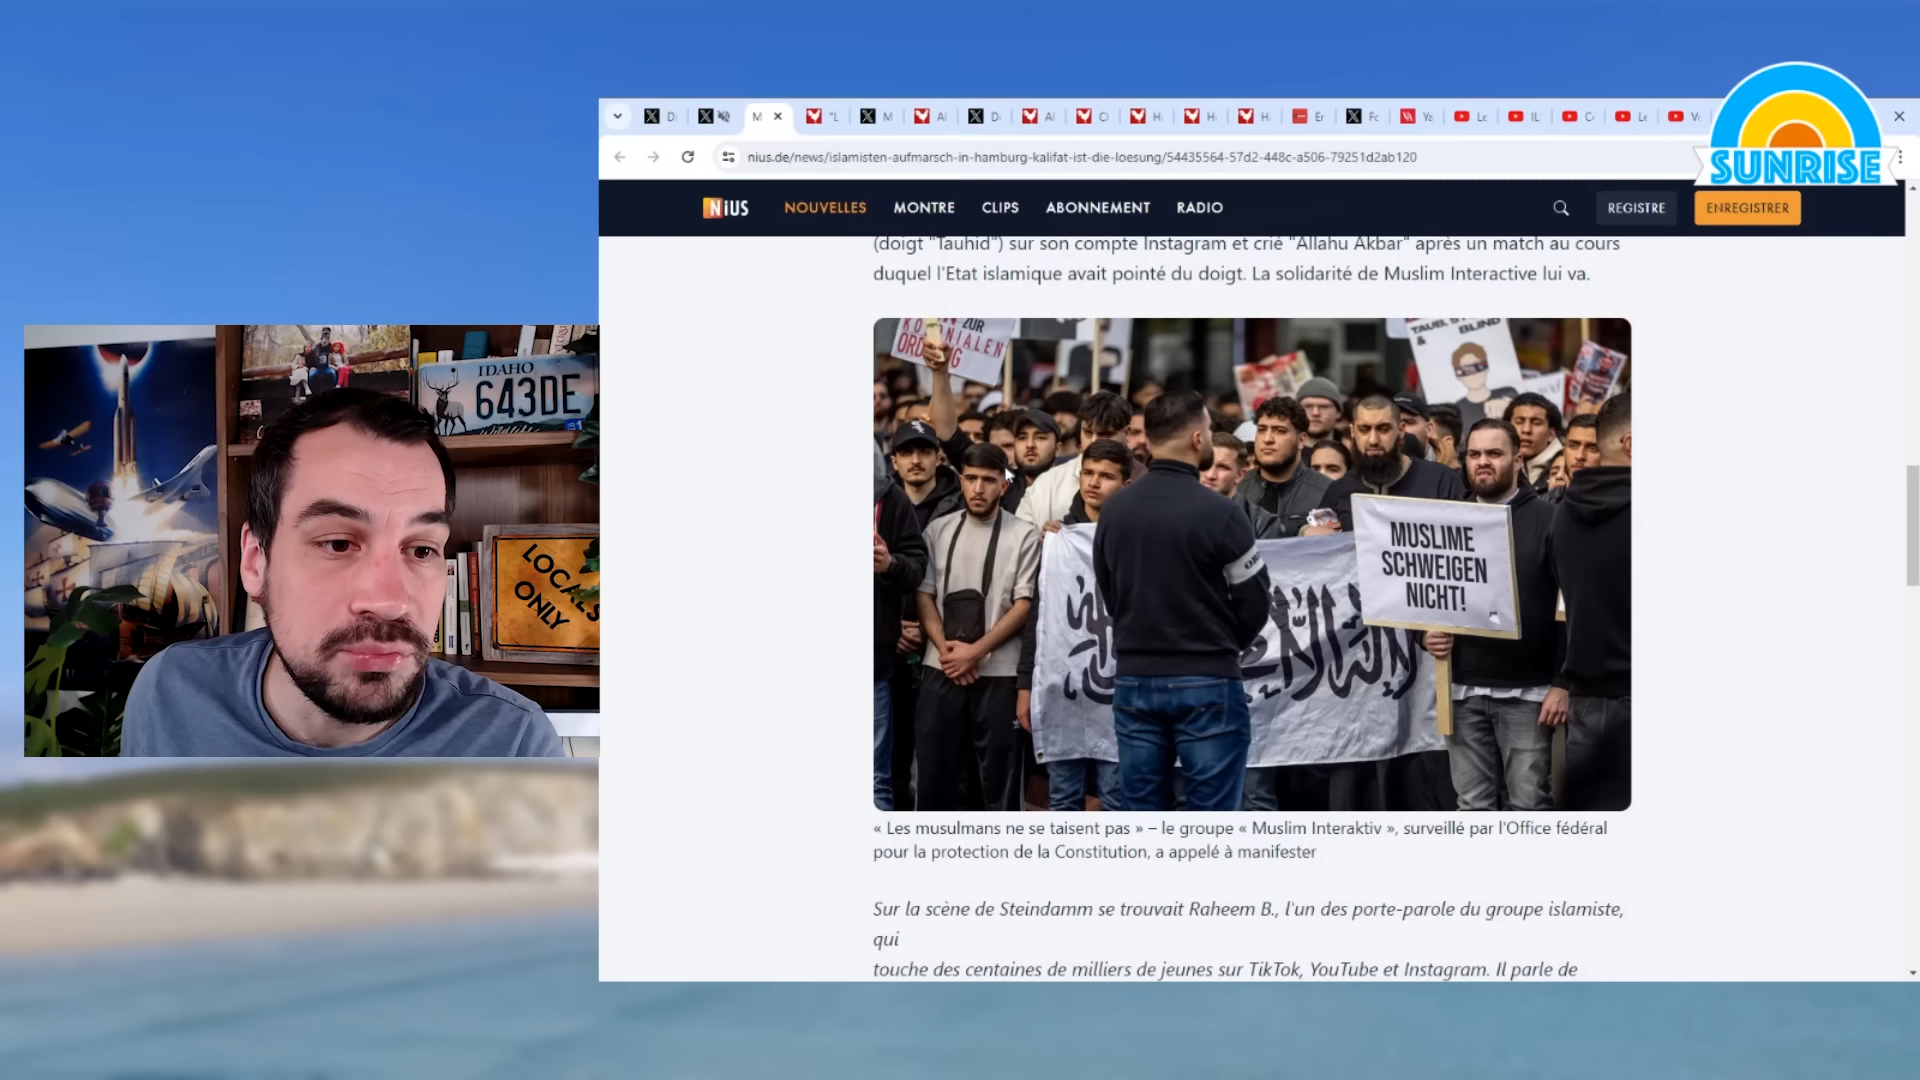 SUNRISE
nius.de/news/islamisten-aufmarsch-in-hamburg-kalifat-ist-die-loesung/54435564-57d2-448c-a506-79251d2ab120
NiUS
NOUVELLES
MONTRE
CLIPS
ABONNEMENT
RADIO
REGISTRE
ENREGISTRER
(doigt "Tauhid") sur son compte Instagram et crié "Allahu Akbar" après un match au cours
duquel l'Etat islamique avait pointé du doigt. La solidarité de Muslim Interactive lui va.
ZUR
BLIND
&
MUSLIME
SCHWEIGEN
NICHT!
IDAHO
643DE
LOCALS
ONLY
« Les musulmans ne se taisent pas » – le groupe « Muslim Interaktiv », surveillé par l'Office fédéral
pour la protection de la Constitution, a appelé à manifester
Sur la scène de Steindamm se trouvait Raheem B., l'un des porte-parole du groupe islamiste,
qui
touche des centaines de milliers de jeunes sur TikTok, YouTube et Instagram. Il parle de